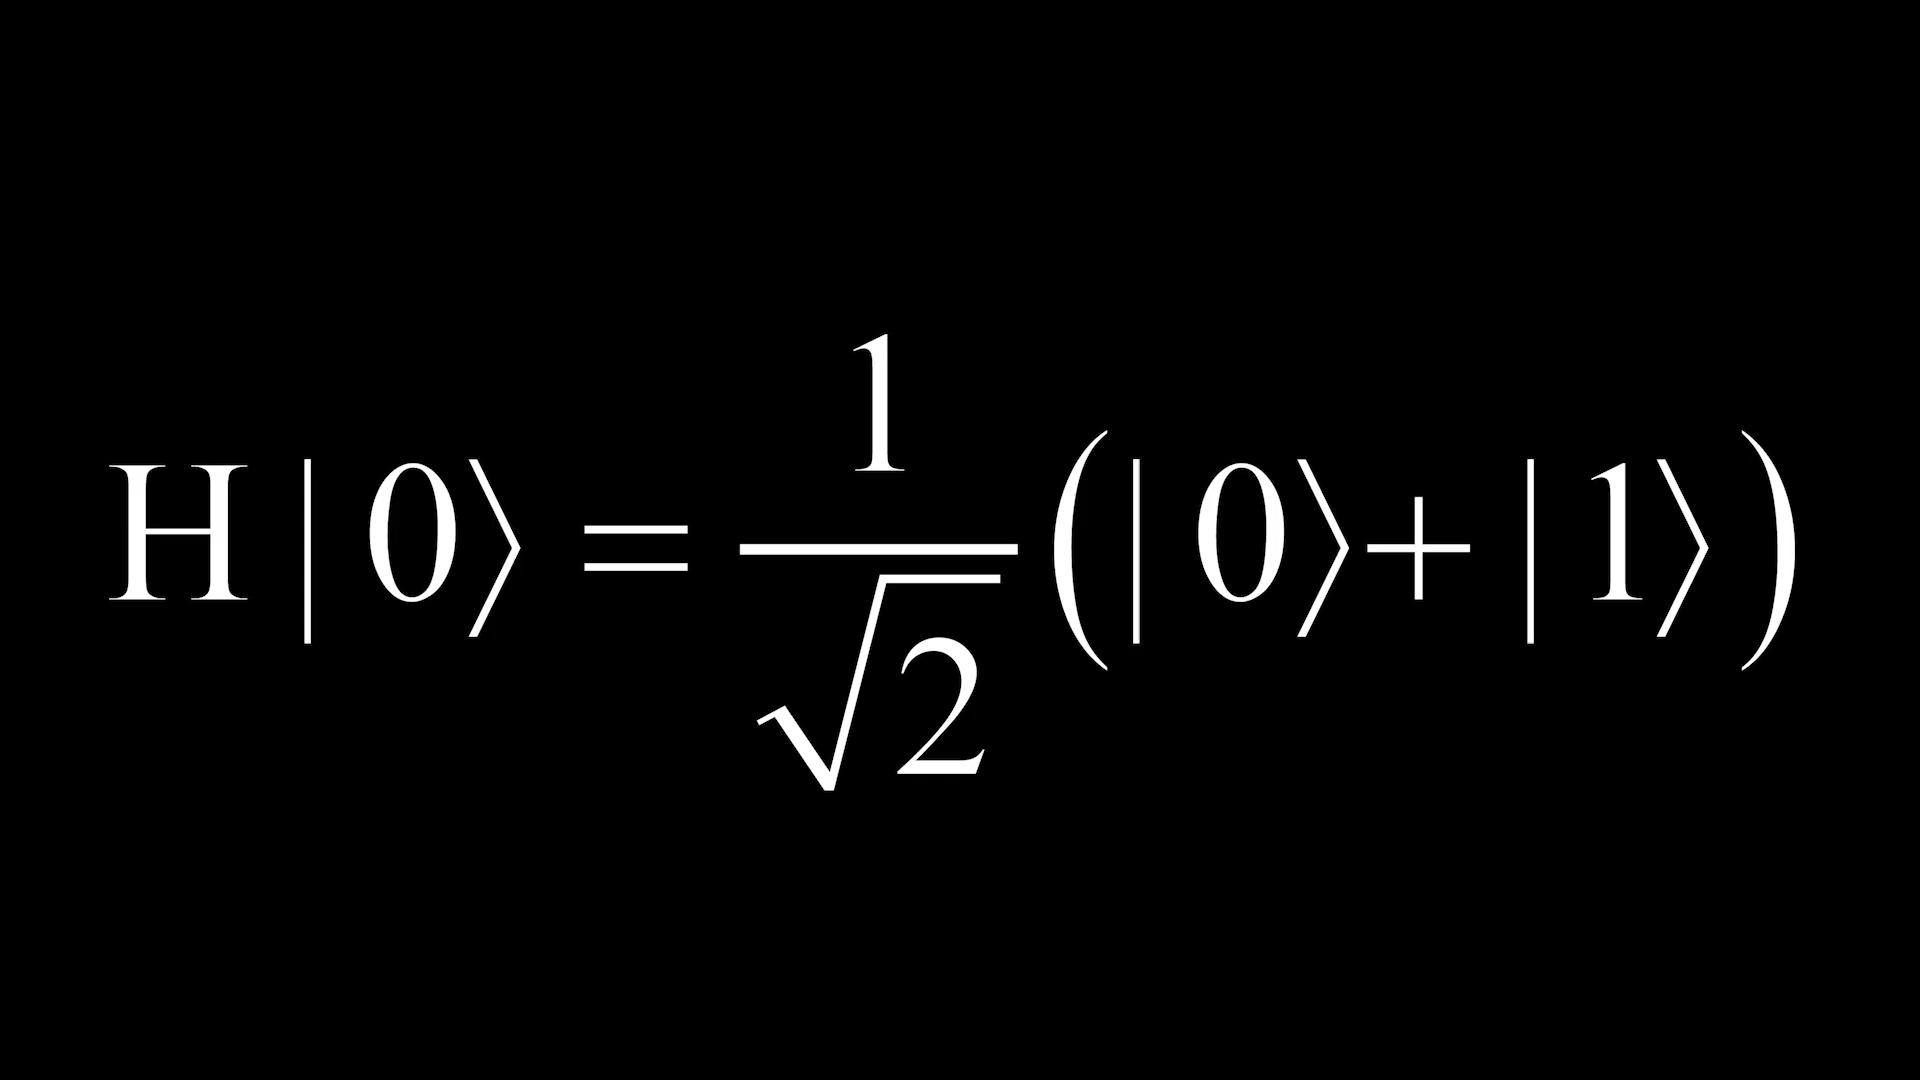 H|0⟩ = 1/√2 (|0⟩ + |1⟩)